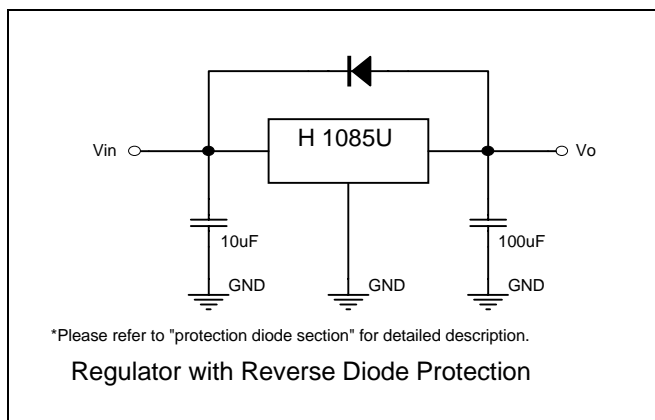 H 1085U
Vin
Vo
10uF
100uF
GND
GND
GND
*Please refer to "protection diode section" for detailed description.
Regulator with Reverse Diode Protection